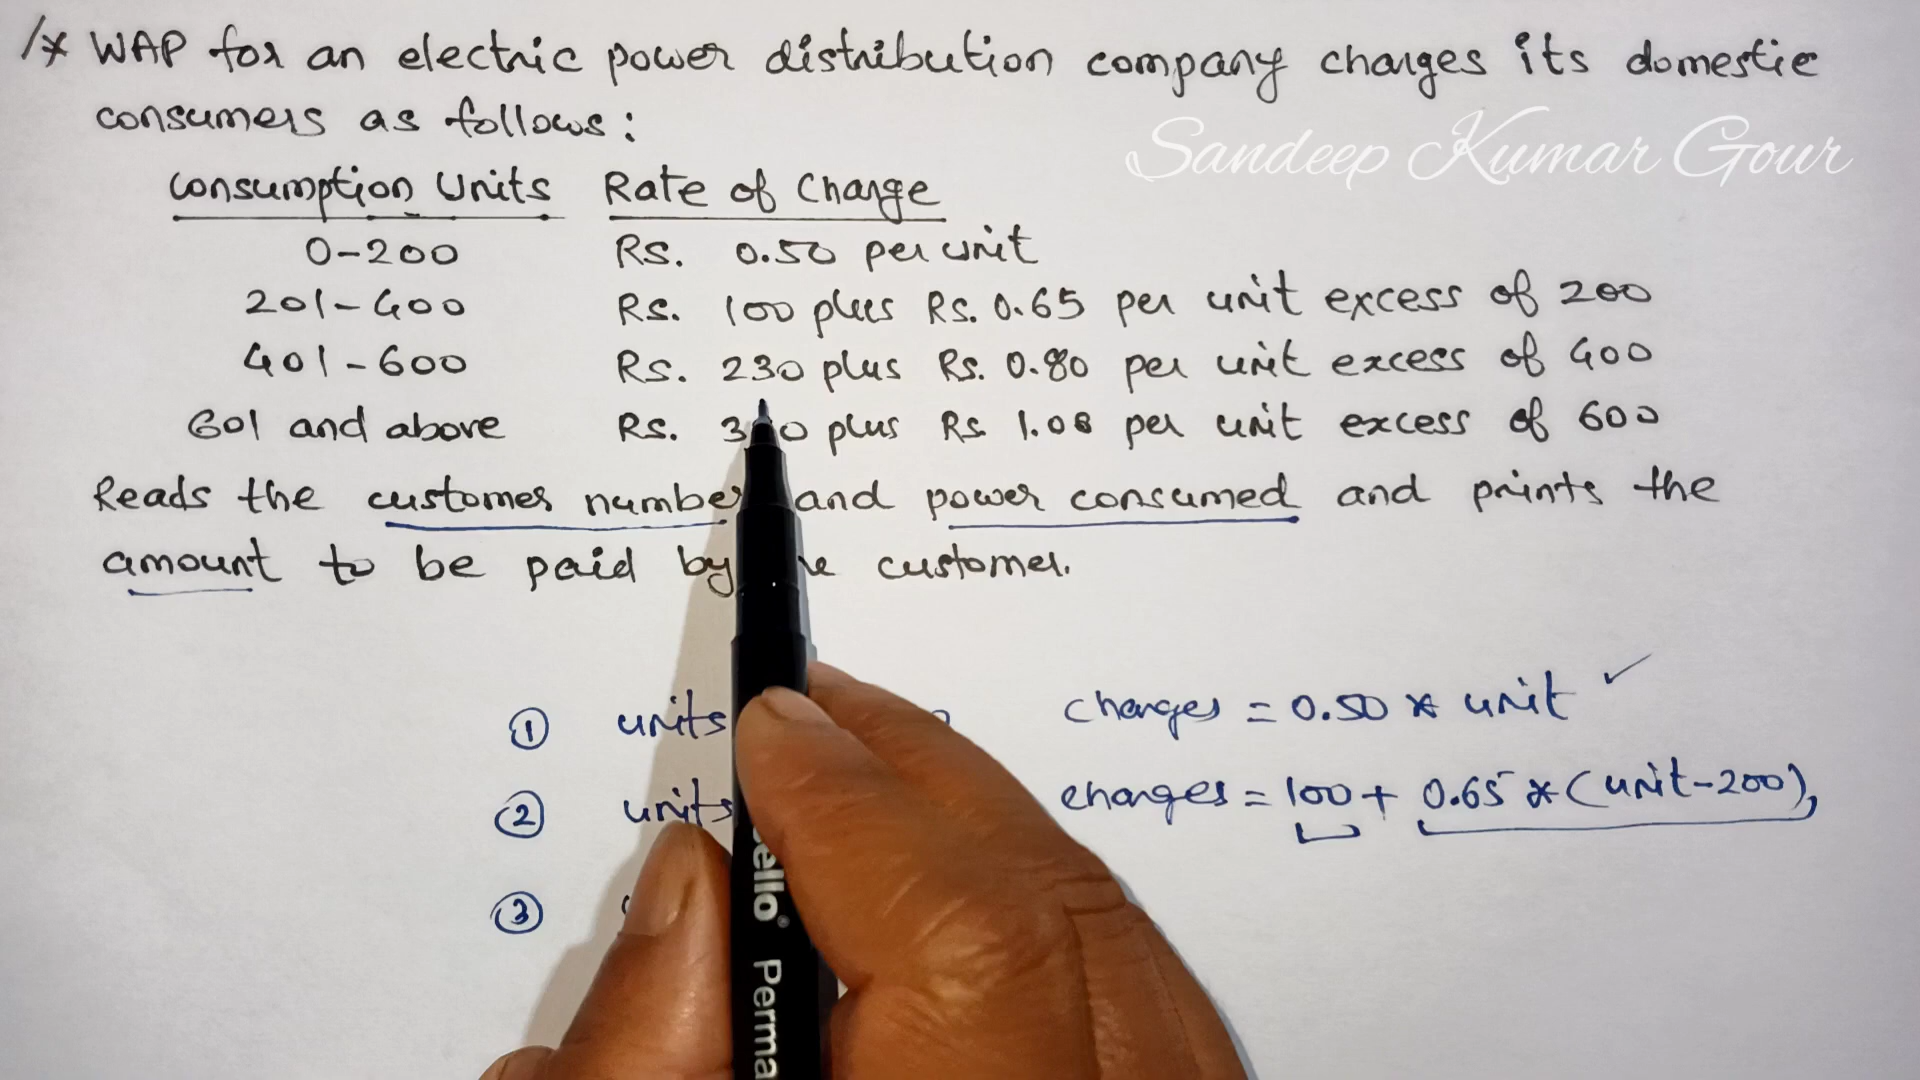 /* WAP for an electric power distribution company charges its domestic
consumers as follows:
Sandeep Kumar Gour
Consumption Units Rate of Charge
0-200 RS. 0.50 per unit
201-400 Rs. 100 plus Rs. 0.65 per unit excess of 200
401-600 Rs. 230 plus Rs. 0.80 per unit excess of 400
601 and above Rs. plus Rs 1.08 per unit excess of 600
Reads the customer number and power consumed and prints the
amount to be paid by customer.
① units charges = 0.50 * unit ✓
② units charges = 100 + 0.65 * (unit-200),
③
cello®
Perma